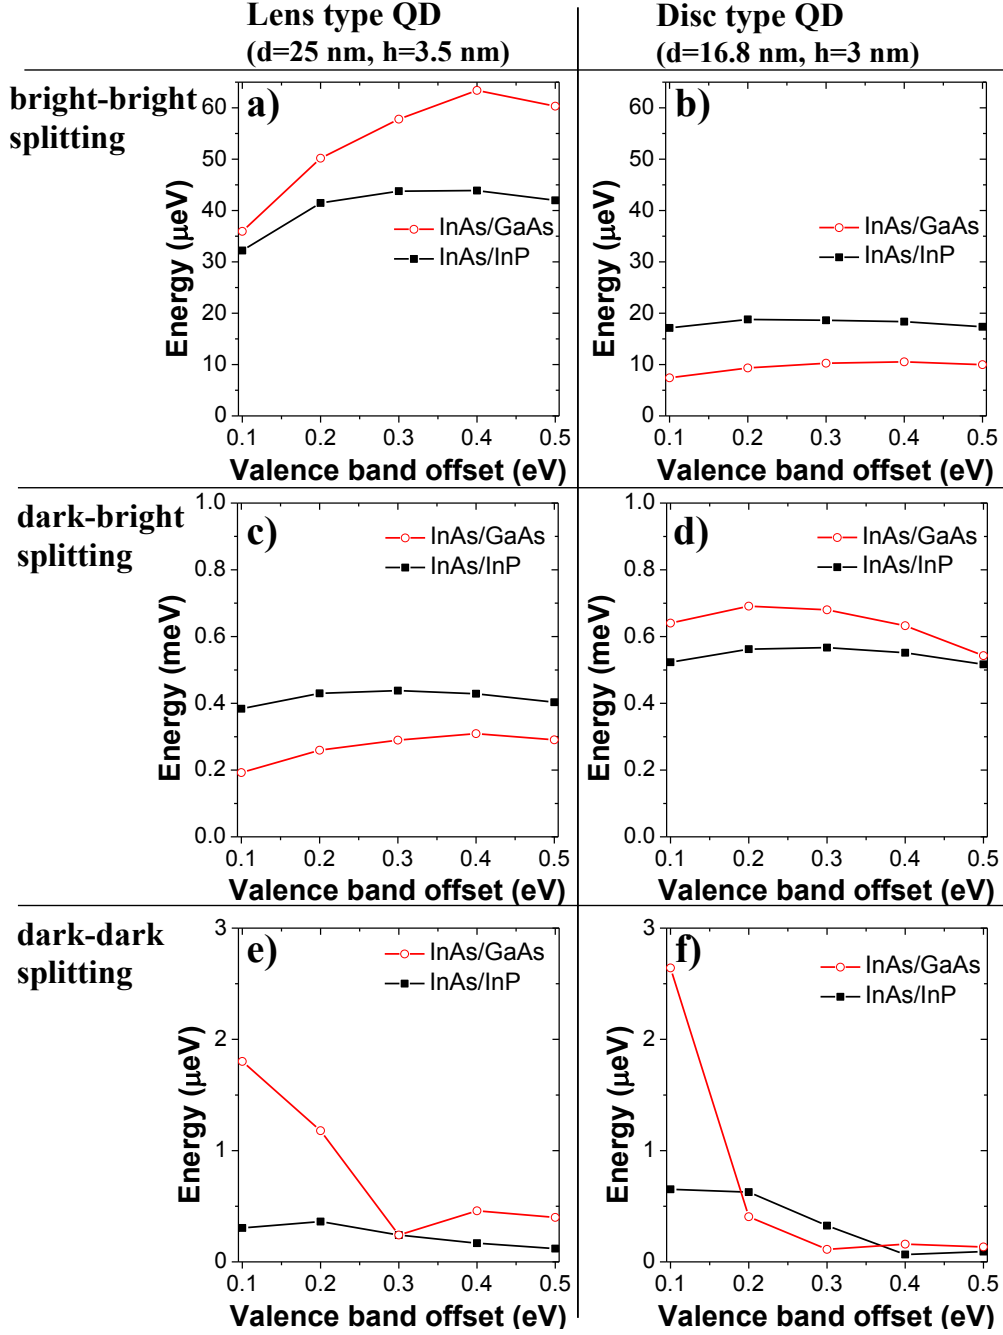 Lens type QD
(d=25 nm, h=3.5 nm)
Disc type QD
(d=16.8 nm, h=3 nm)
bright-bright
splitting
a)
60
50
40
30
20
10
0
Energy (μeV)
InAs/GaAs
InAs/InP
0.1 0.2 0.3 0.4 0.5
Valence band offset (eV)
b)
60
50
40
30
20
10
0
Energy (μeV)
InAs/GaAs
InAs/InP
0.1 0.2 0.3 0.4 0.5
Valence band offset (eV)
dark-bright
splitting
c)
1.0
0.8
0.6
0.4
0.2
0.0
Energy (meV)
InAs/GaAs
InAs/InP
0.1 0.2 0.3 0.4 0.5
Valence band offset (eV)
d)
1.0
0.8
0.6
0.4
0.2
0.0
Energy (meV)
InAs/GaAs
InAs/InP
0.1 0.2 0.3 0.4 0.5
Valence band offset (eV)
dark-dark
splitting
e)
3
2
1
0
Energy (μeV)
InAs/GaAs
InAs/InP
0.1 0.2 0.3 0.4 0.5
Valence band offset (eV)
f)
3
2
1
0
Energy (μeV)
InAs/GaAs
InAs/InP
0.1 0.2 0.3 0.4 0.5
Valence band offset (eV)